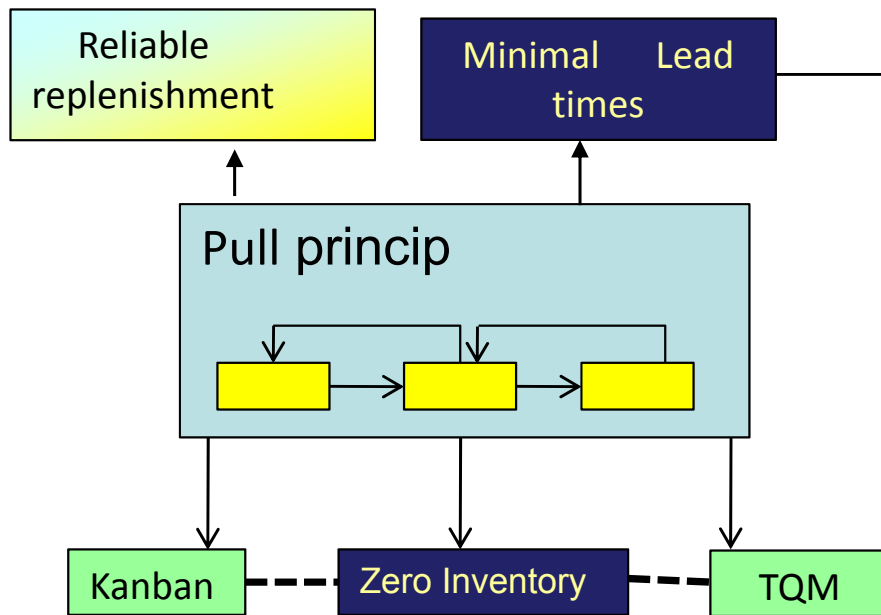 Reliable
replenishment
Minimal Lead
times
Pull princip
Kanban
Zero Inventory
TQM